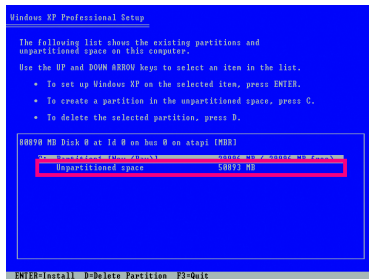 Windows XP Professional Setup
The following list shows the existing partitions and
unpartitioned space on this computer.
Use the UP and DOWN ARROW keys to select an item in the list.
• To set up Windows XP on the selected item, press ENTER.
• To create a partition in the unpartitioned space, press C.
• To delete the selected partition, press D.
80890 MB Disk 0 at Id 0 on bus 0 on atapi [MBR]
Unpartitioned space 50893 MB
ENTER=Install D=Delete Partition F3=Quit